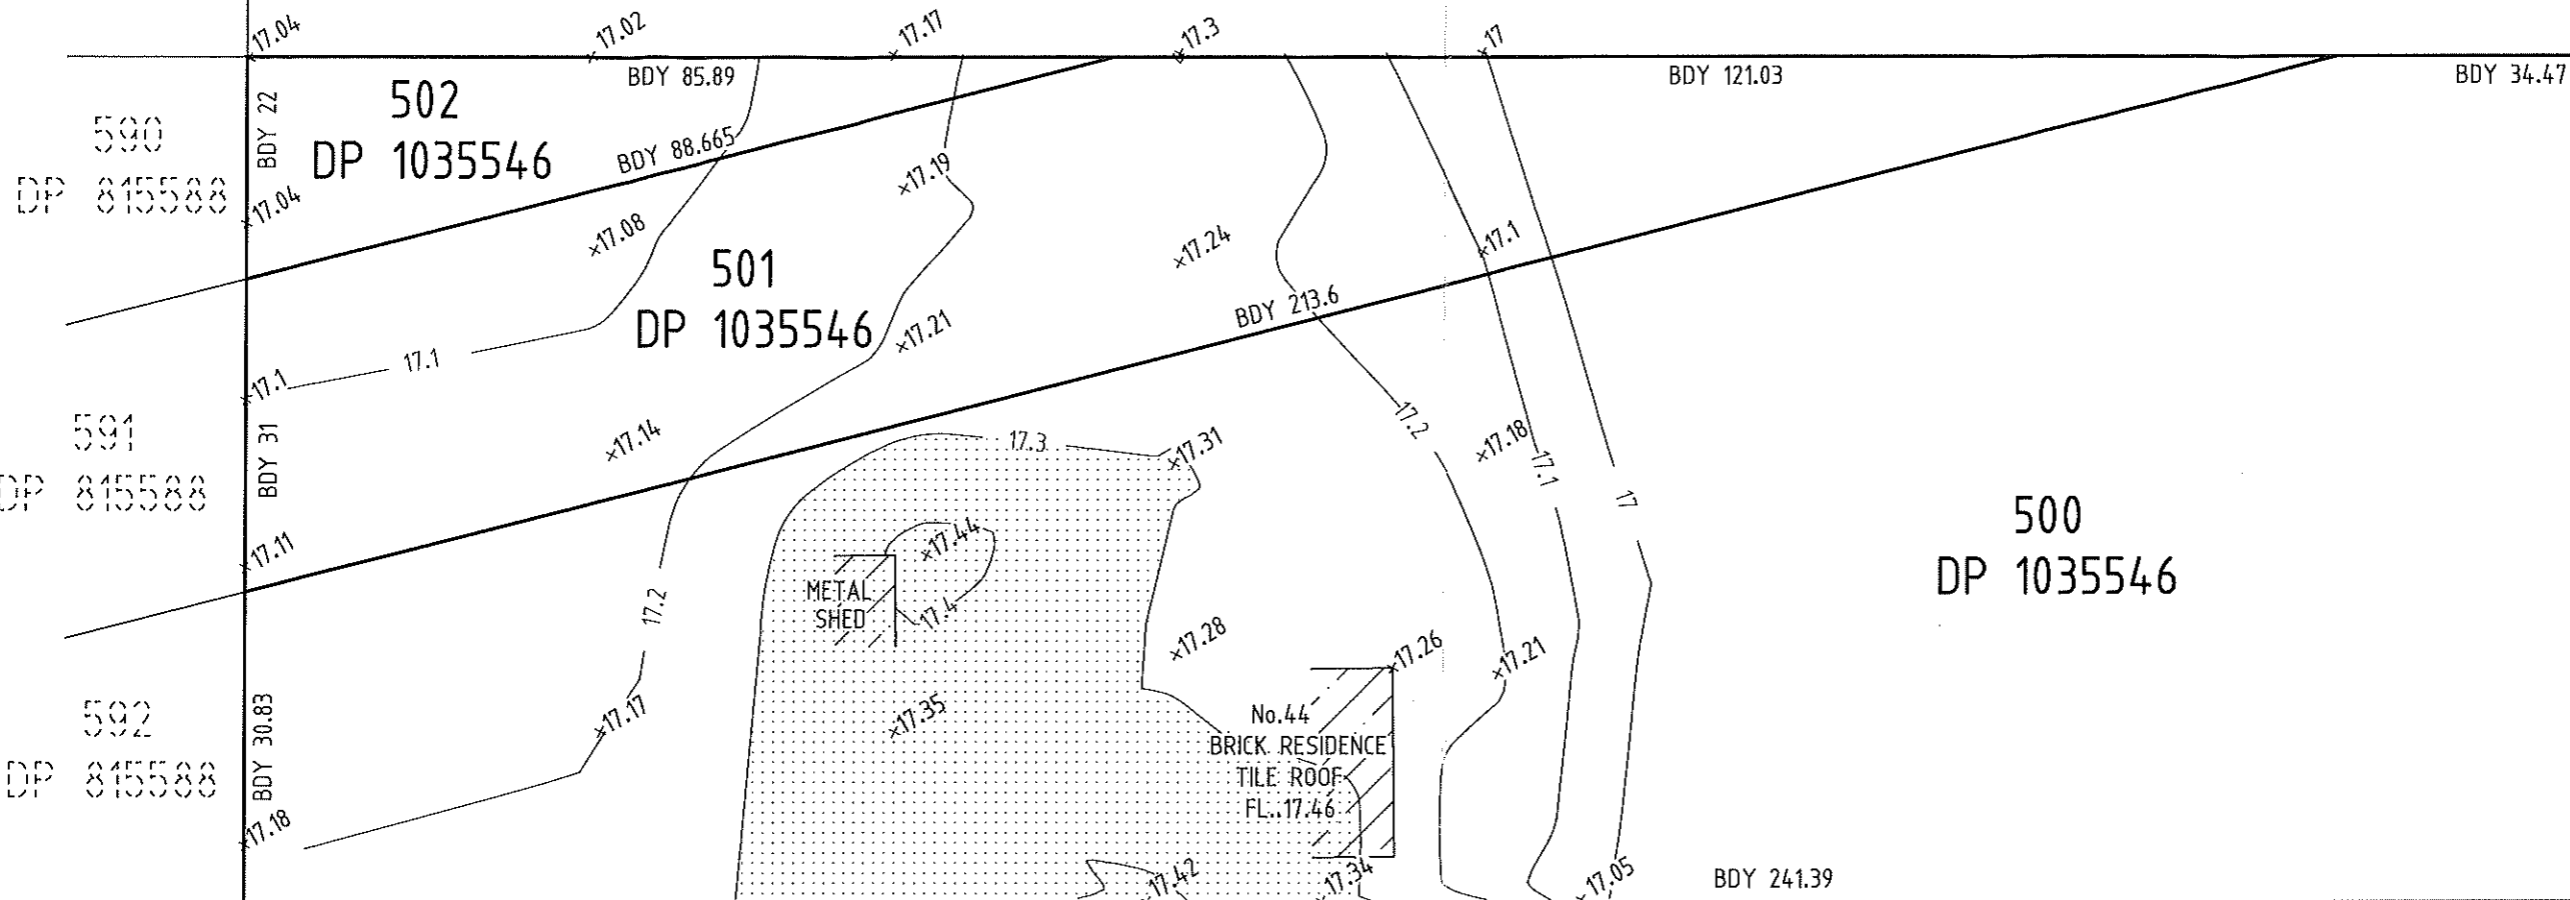 17.04
17.02
17.17
17.3
17
BDY 85.89
BDY 121.03
BDY 34.47
BDY 22
502
DP 1035546
590
DP 815588
BDY 88.665
17.19
17.04
17.08
17.24
17.1
501
DP 1035546
BDY 213.6
17.21
17.1
17.1
17.2
591
DP 815588
BDY 31
17.14
17.3
17.31
17.18
17.1
17
500
DP 1035546
17.11
17.44
METAL
SHED
17.4
17.2
17.28
17.26
17.21
592
DP 815588
BDY 30.83
17.17
17.35
No.44
BRICK RESIDENCE
TILE ROOF
FL..17.46
17.18
17.42
17.34
17.05
BDY 241.39